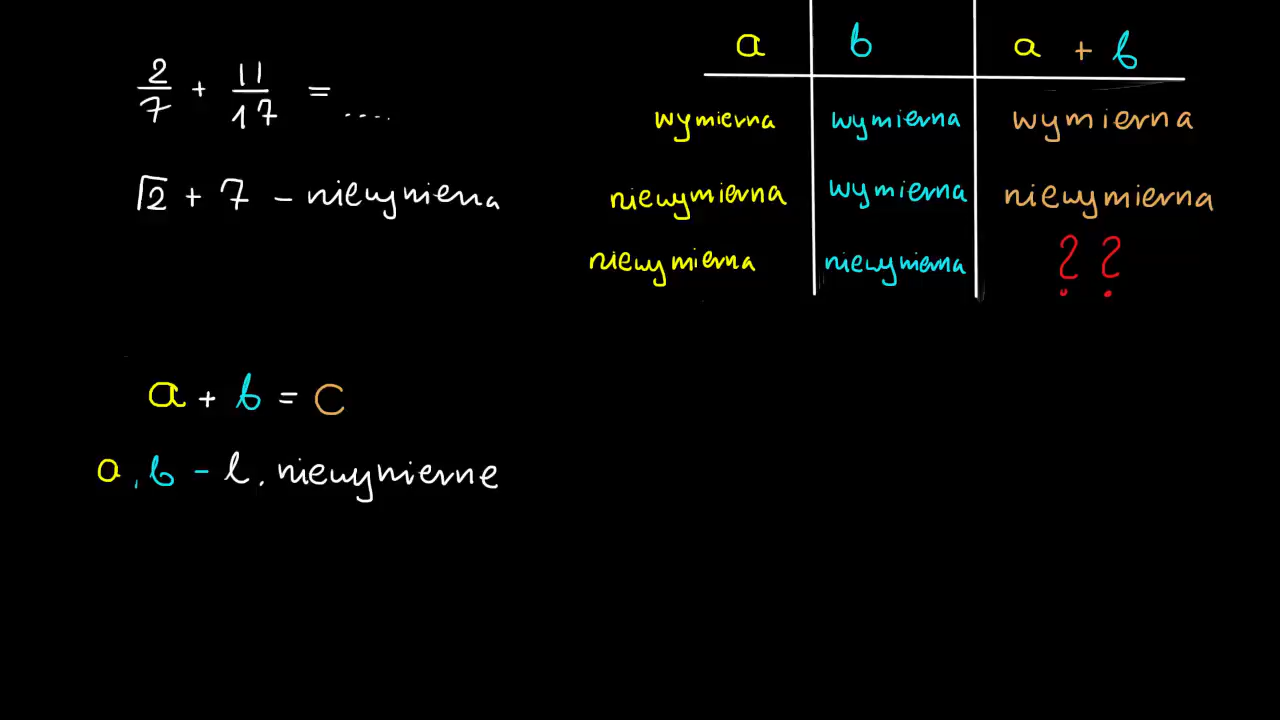 2/7 + 11/17 = ....
√2 + 7 - niewymierna
a b a + b
wymierna wymierna wymierna
niewymierna wymierna niewymierna
niewymierna niewymierna ??
a + b = c
a, b - l. niewymierne